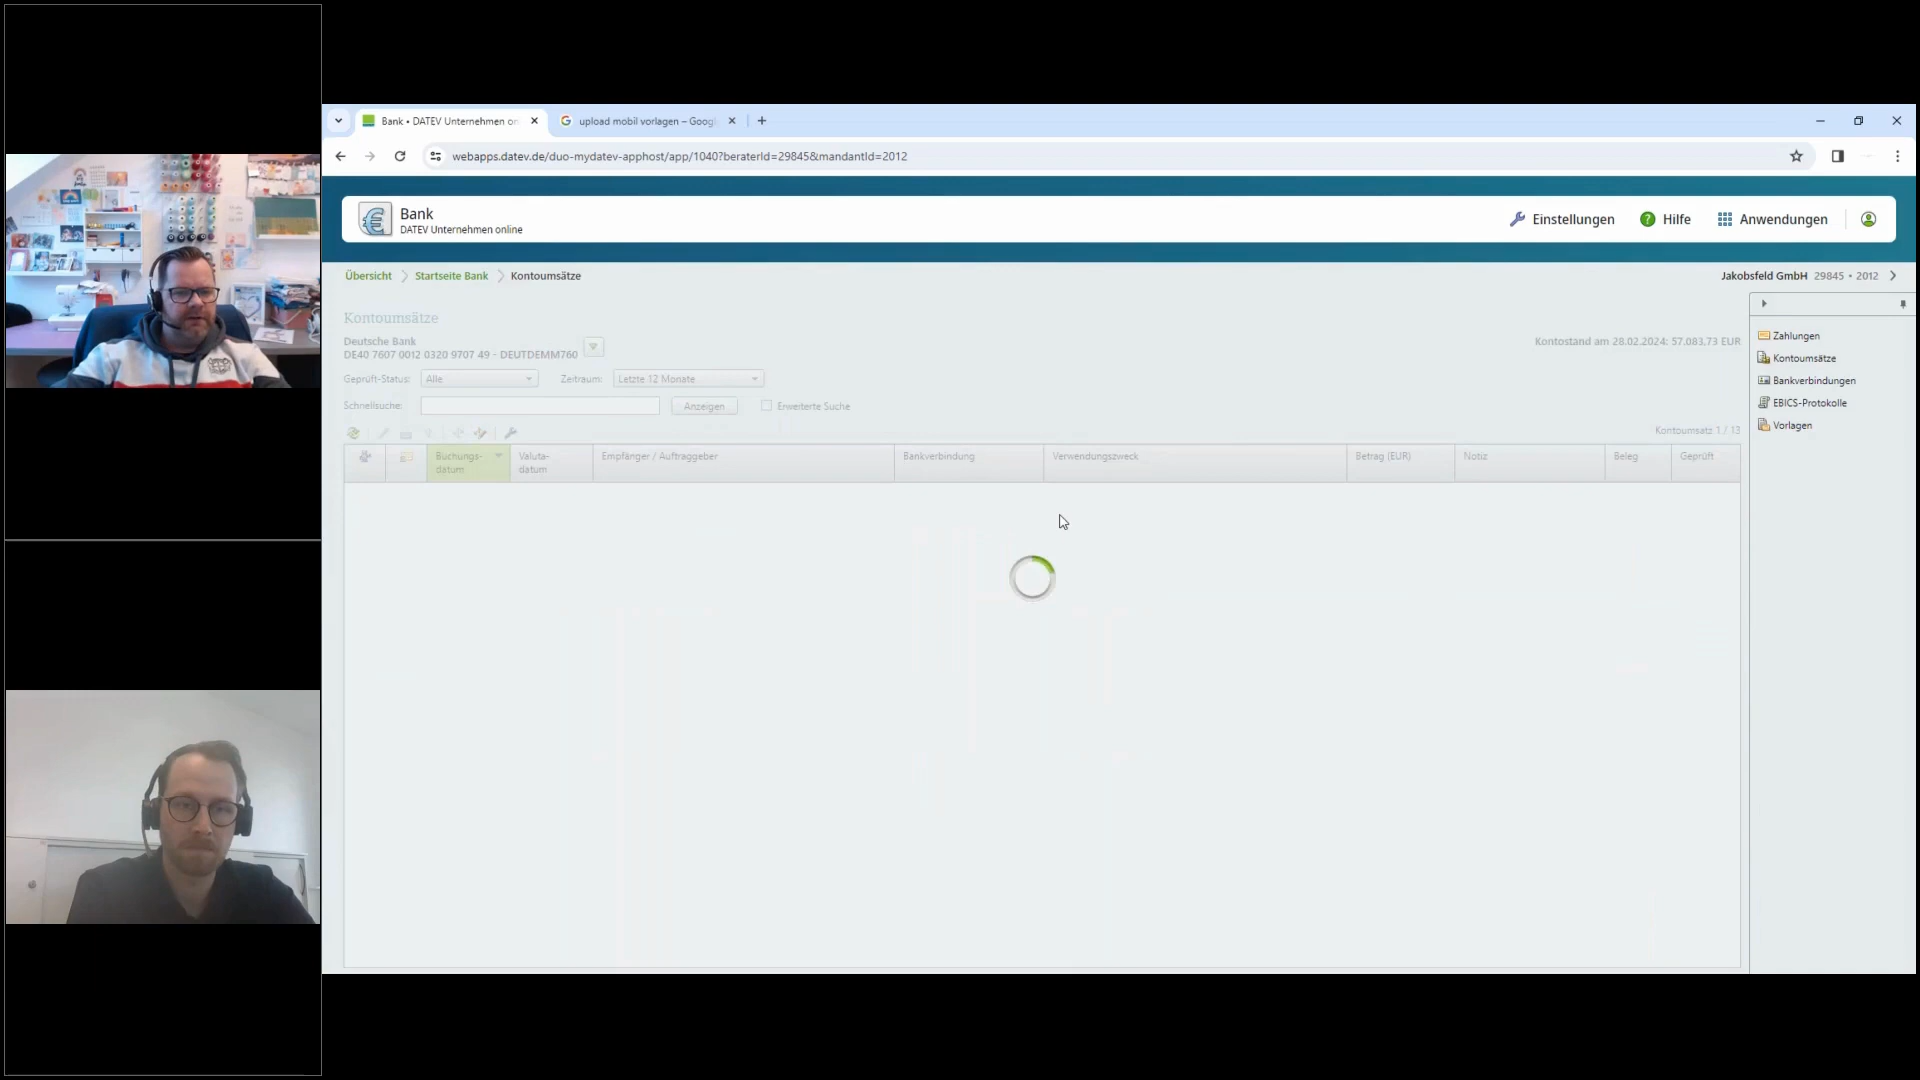 Bank • DATEV Unternehmen on
upload mobil vorlagen – Googl
webapps.datev.de/duo-mydatev-apphost/app/1040?beraterId=29845&mandantId=2012
Bank
DATEV Unternehmen online
Einstellungen
Hilfe
Anwendungen
Übersicht
Startseite Bank
Kontoumsätze
Jakobsfeld GmbH 29845 • 2012
Kontoumsätze
Deutsche Bank
DE40 7607 0012 0320 9707 49 - DEUTDEMM760
Kontostand am 28.02.2024: 57.083,73 EUR
Geprüft-Status: Alle
Zeitraum: Letzte 12 Monate
Schnellsuche:
Anzeigen
Erweiterte Suche
Kontoumsatz 1 / 13
Buchungs-
datum
Valuta-
datum
Empfänger / Auftraggeber
Bankverbindung
Verwendungszweck
Betrag (EUR)
Notiz
Beleg
Geprüft
Zahlungen
Kontoumsätze
Bankverbindungen
EBICS-Protokolle
Vorlagen